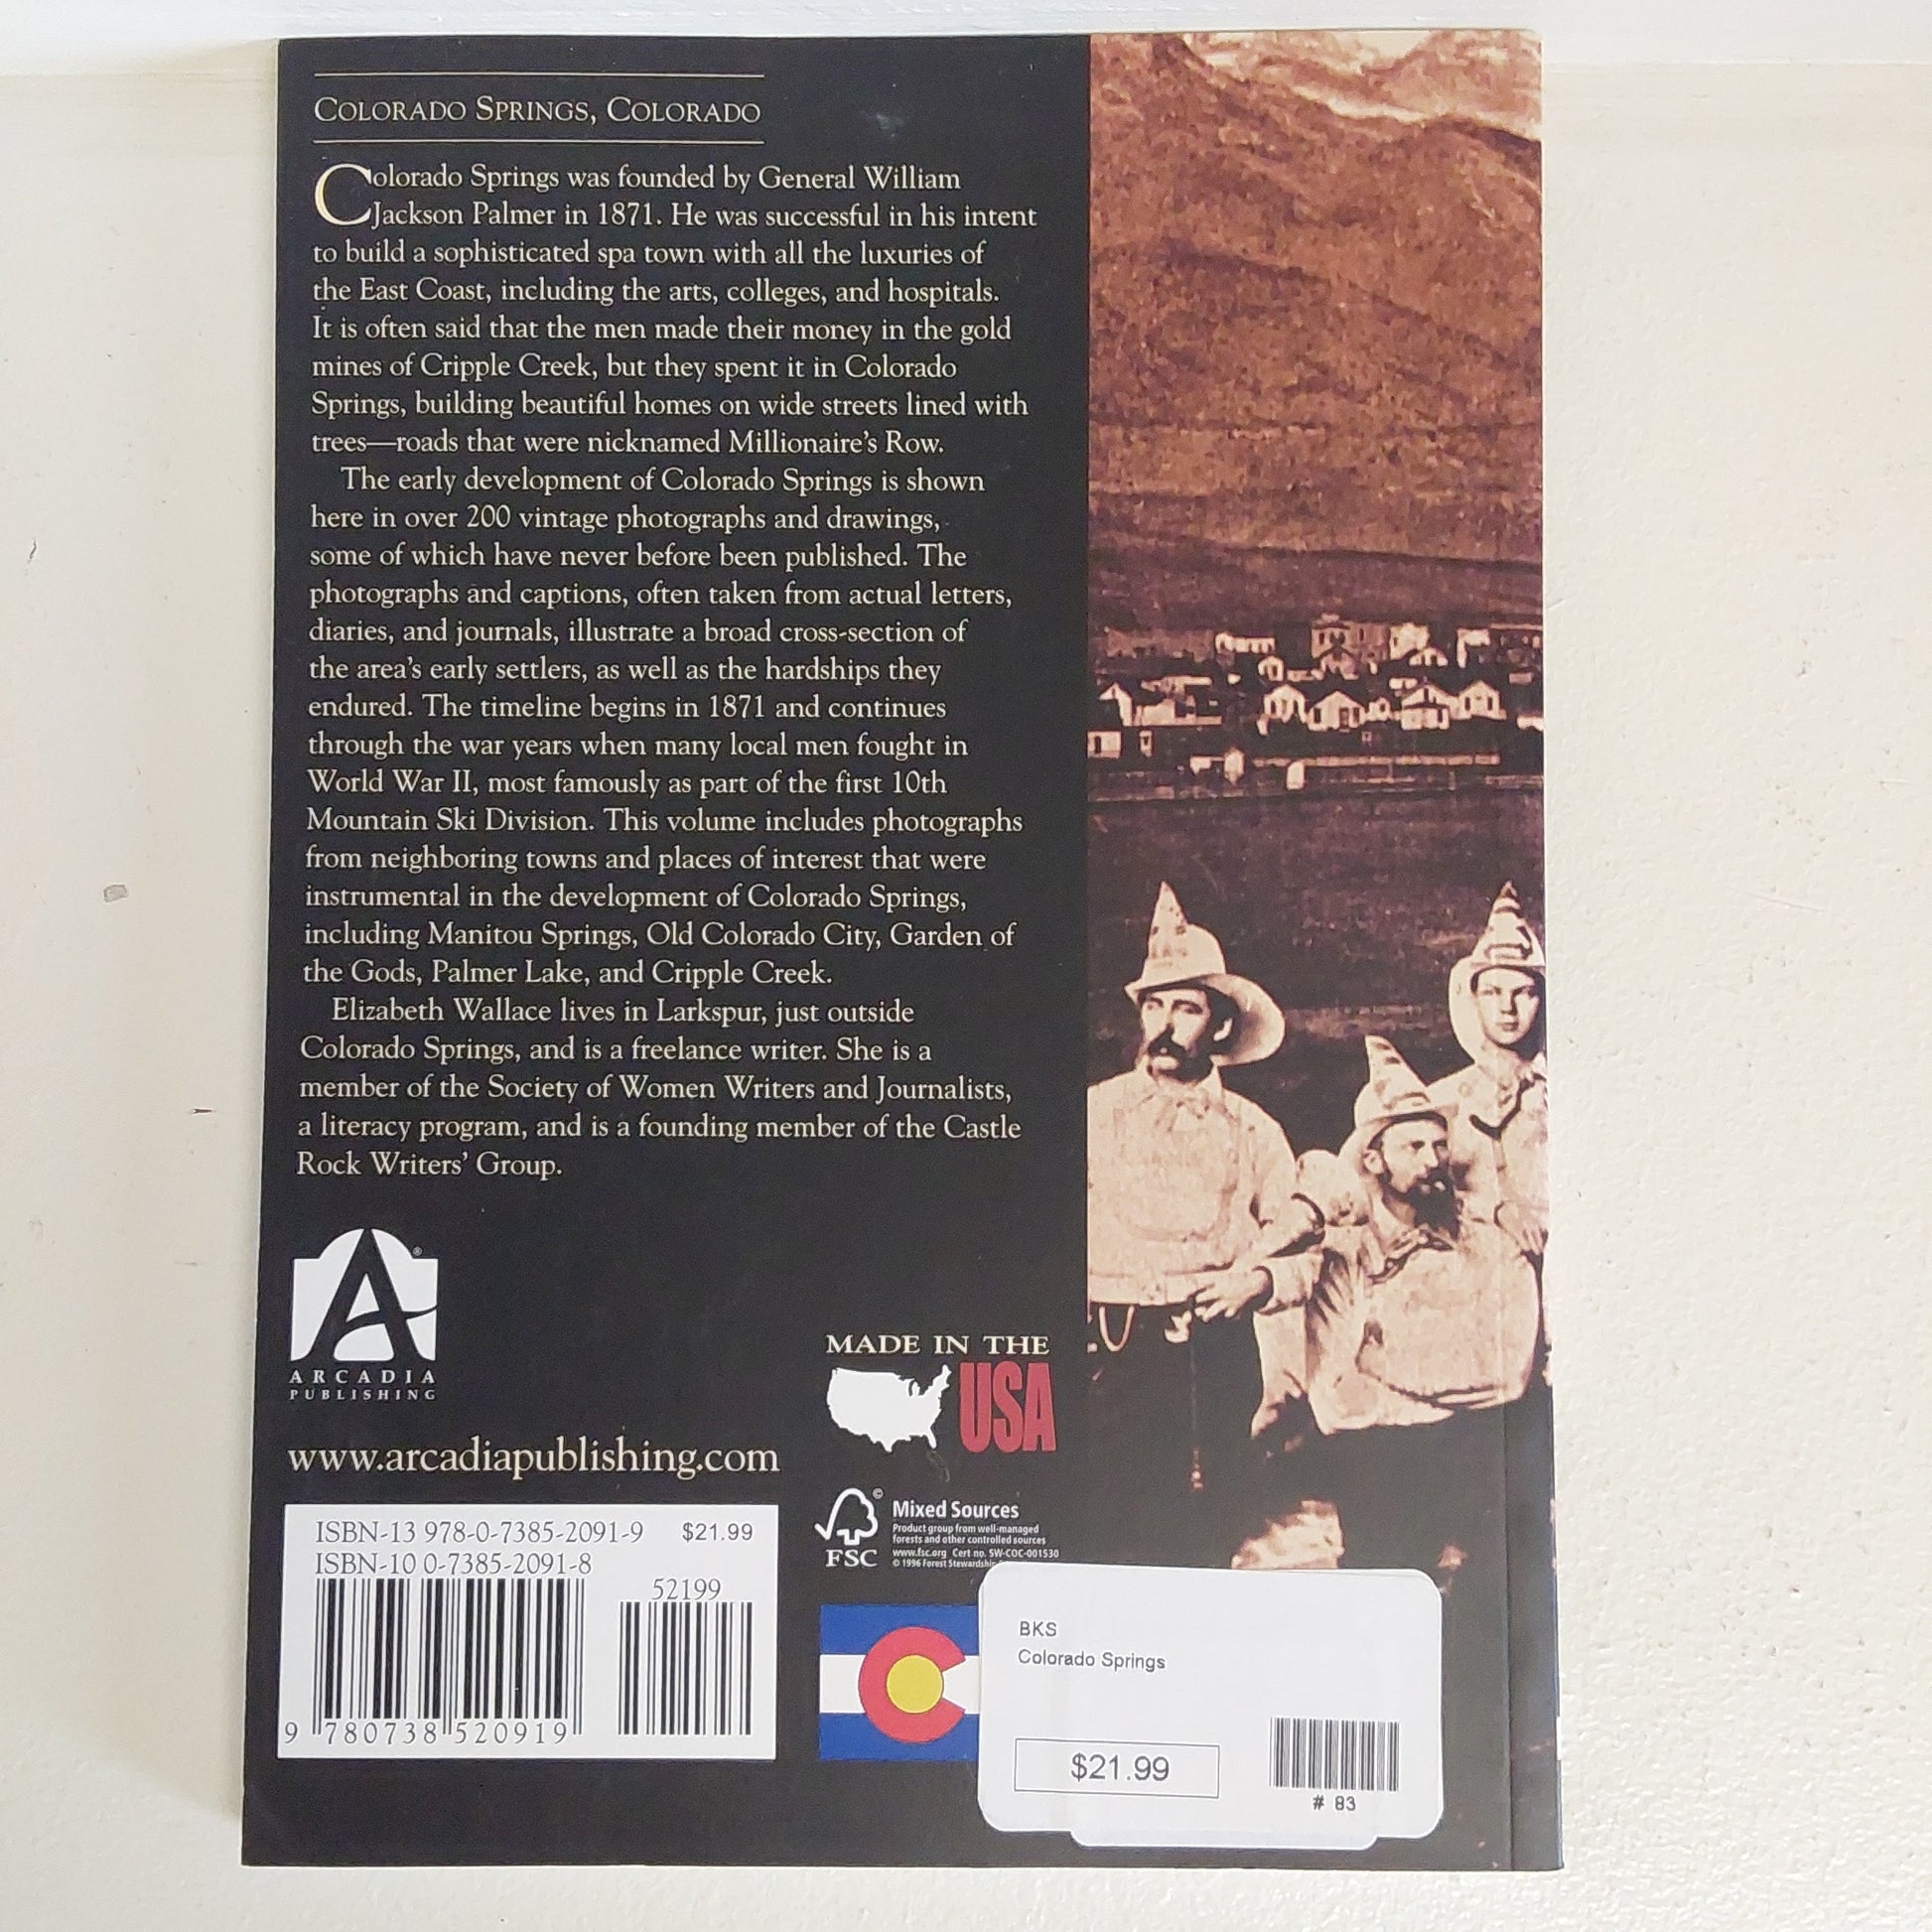 COLORADO SPRINGS, COLORADO
Colorado Springs was founded by General William
Jackson Palmer in 1871. He was successful in his intent
to build a sophisticated spa town with all the luxuries of
the East Coast, including the arts, colleges, and hospitals.
It is often said that the men made their money in the gold
mines of Cripple Creek, but they spent it in Colorado
Springs, building beautiful homes on wide streets lined with
trees—roads that were nicknamed Millionaire's Row.
The early development of Colorado Springs is shown
here in over 200 vintage photographs and drawings,
some of which have never before been published. The
photographs and captions, often taken from actual letters,
diaries, and journals, illustrate a broad cross-section of
the area's early settlers, as well as the hardships they
endured. The timeline begins in 1871 and continues
through the war years when many local men fought in
World War II, most famously as part of the first 10th
Mountain Ski Division. This volume includes photographs
from neighboring towns and places of interest that were
instrumental in the development of Colorado Springs,
including Manitou Springs, Old Colorado City, Garden of
the Gods, Palmer Lake, and Cripple Creek.
Elizabeth Wallace lives in Larkspur, just outside
Colorado Springs, and is a freelance writer. She is a
member of the Society of Women Writers and Journalists,
a literacy program, and is a founding member of the Castle
Rock Writers' Group.
A®
ARCADIA
PUBLISHING
www.arcadiapublishing.com
MADE IN THE
USA
©
FSC
Mixed Sources
Product group from well-managed
forests and other controlled sources
www.fsc.org Cert no. SW-COC-001530
© 1996 Forest
ISBN-13 978-0-7385-2091-9 $21.99
ISBN-10 0-7385-2091-8
52199
9 780738 520919
BKS
Colorado Springs
$21.99
# 83